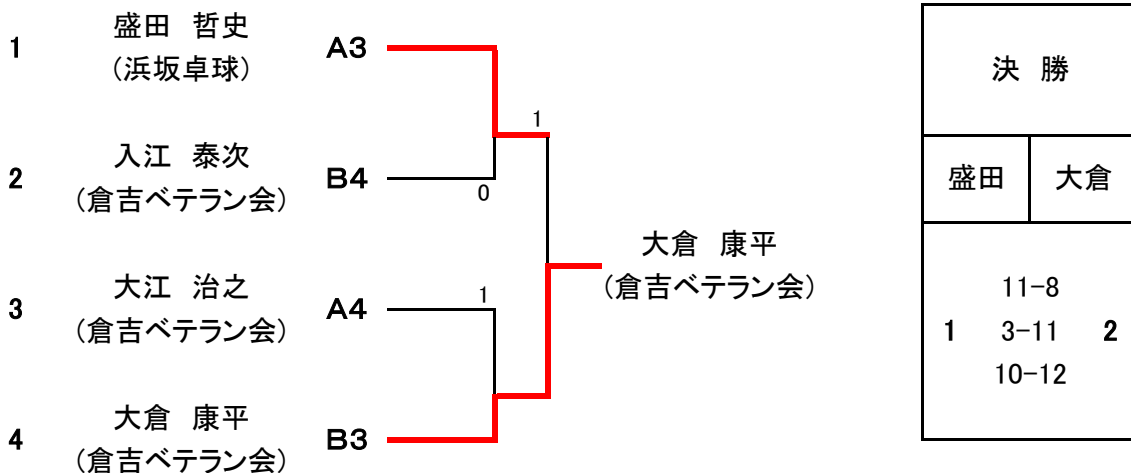 1 盛田 哲史 A3
(浜坂卓球)
1
2 入江 泰次 B4
(倉吉ベテラン会)
0
大倉 康平
(倉吉ベテラン会)
3 大江 治之 A4
(倉吉ベテラン会)
1
4 大倉 康平 B3
(倉吉ベテラン会)
決 勝
盛田 大倉
11-8
1 3-11 2
10-12